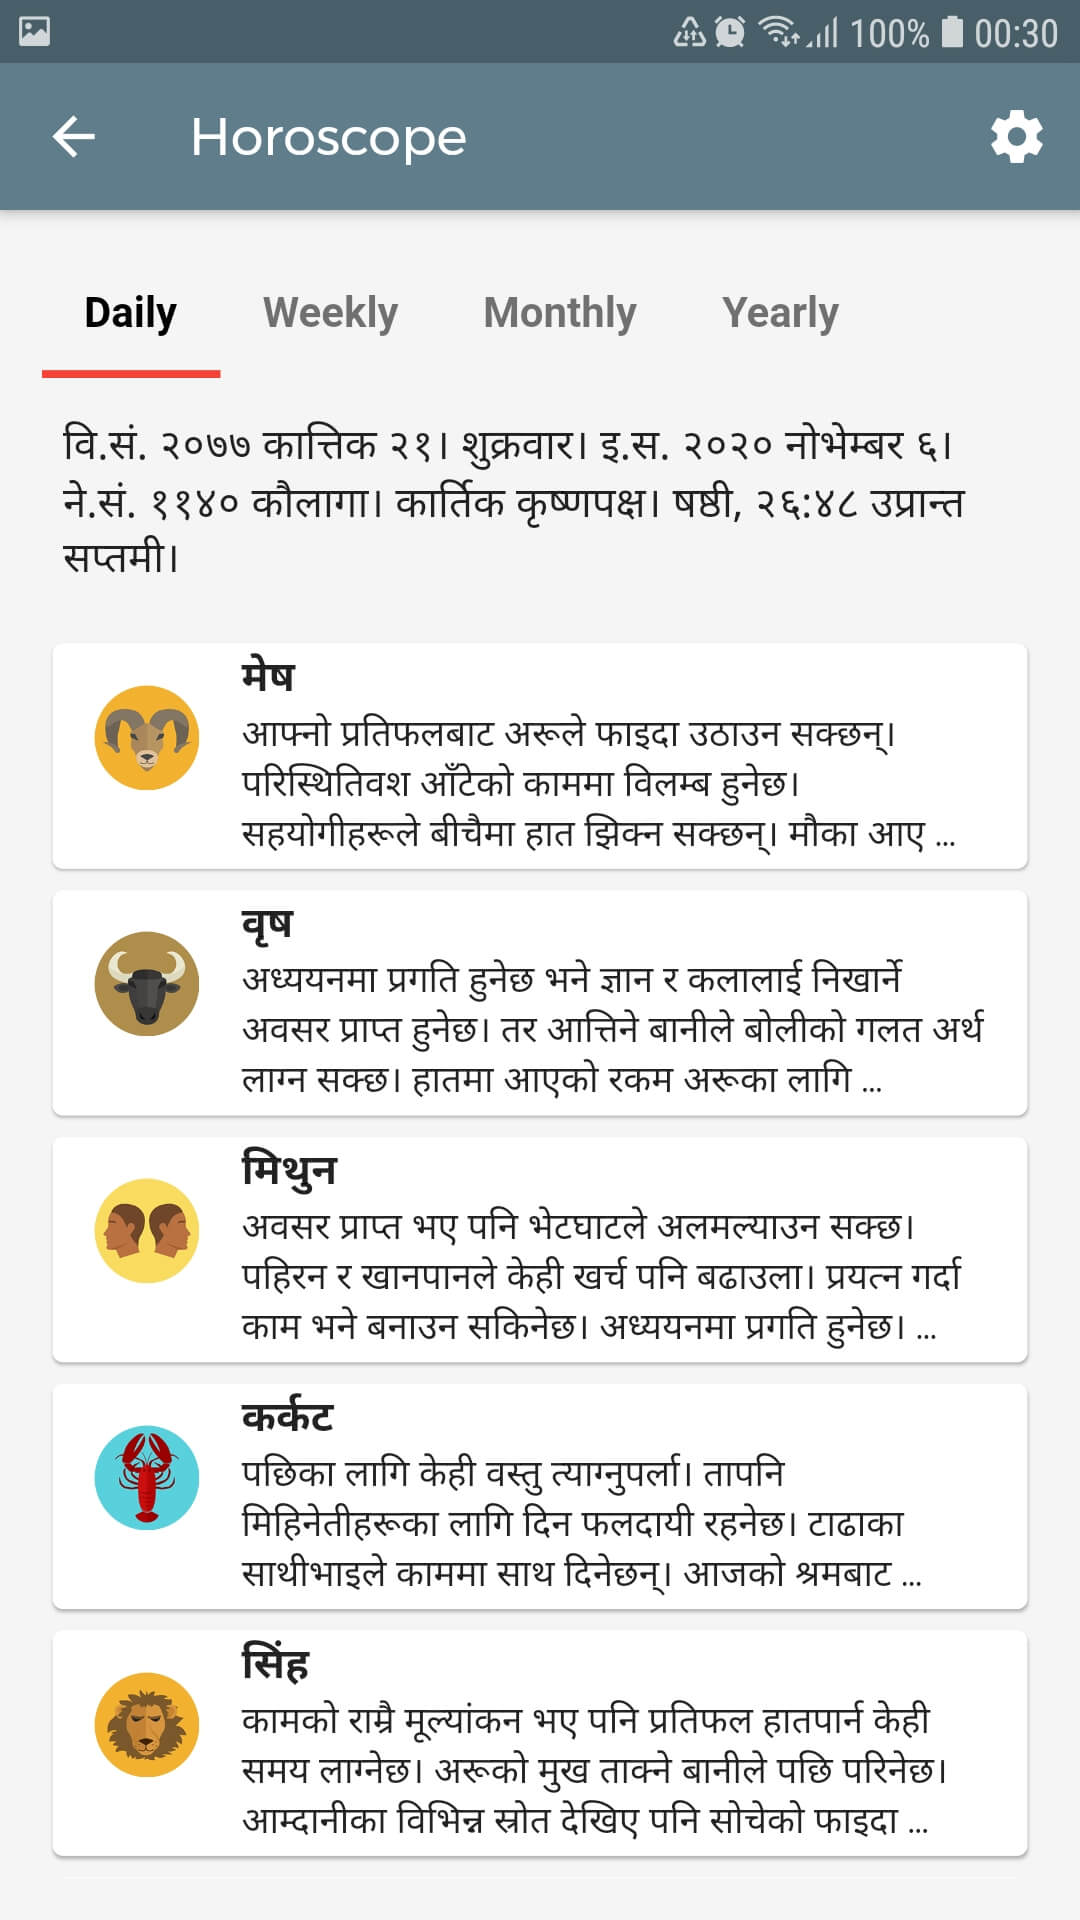 100% 00:30
Horoscope
Daily Weekly Monthly Yearly
वि.सं. २०७७ कात्तिक २१। शुक्रवार। इ.स. २०२० नोभेम्बर ६।
ने.सं. ११४० कौलागा। कार्तिक कृष्णपक्ष। षष्ठी, २६:४८ उप्रान्त
सप्तमी।
मेष
आफ्नो प्रतिफलबाट अरूले फाइदा उठाउन सक्छन्।
परिस्थितिवश आँटेको काममा विलम्ब हुनेछ।
सहयोगीहरूले बीचैमा हात झिक्न सक्छन्। मौका आए ...
वृष
अध्ययनमा प्रगति हुनेछ भने ज्ञान र कलालाई निखार्ने
अवसर प्राप्त हुनेछ। तर आत्तिने बानीले बोलीको गलत अर्थ
लाग्न सक्छ। हातमा आएको रकम अरूका लागि ...
मिथुन
अवसर प्राप्त भए पनि भेटघाटले अलमल्याउन सक्छ।
पहिरन र खानपानले केही खर्च पनि बढाउला। प्रयत्न गर्दा
काम भने बनाउन सकिनेछ। अध्ययनमा प्रगति हुनेछ। ...
कर्कट
पछिका लागि केही वस्तु त्याग्नुपर्ला। तापनि
मिहिनेतीहरूका लागि दिन फलदायी रहनेछ। टाढाका
साथीभाइले काममा साथ दिनेछन्। आजको श्रमबाट ...
सिंह
कामको राम्रै मूल्यांकन भए पनि प्रतिफल हातपार्न केही
समय लाग्नेछ। अरूको मुख ताक्ने बानीले पछि परिनेछ।
आम्दानीका विभिन्न स्रोत देखिए पनि सोचेको फाइदा ...